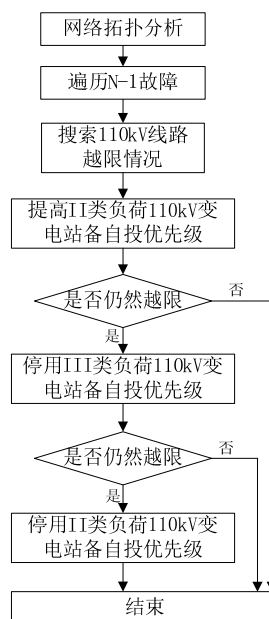 网络拓扑分析
遍历N-1故障
搜索110kV线路
越限情况
提高II类负荷110kV变
电站备自投优先级
是否仍然越限
否
是
停用III类负荷110kV变
电站备自投优先级
是否仍然越限
否
是
停用II类负荷110kV变
电站备自投优先级
结束